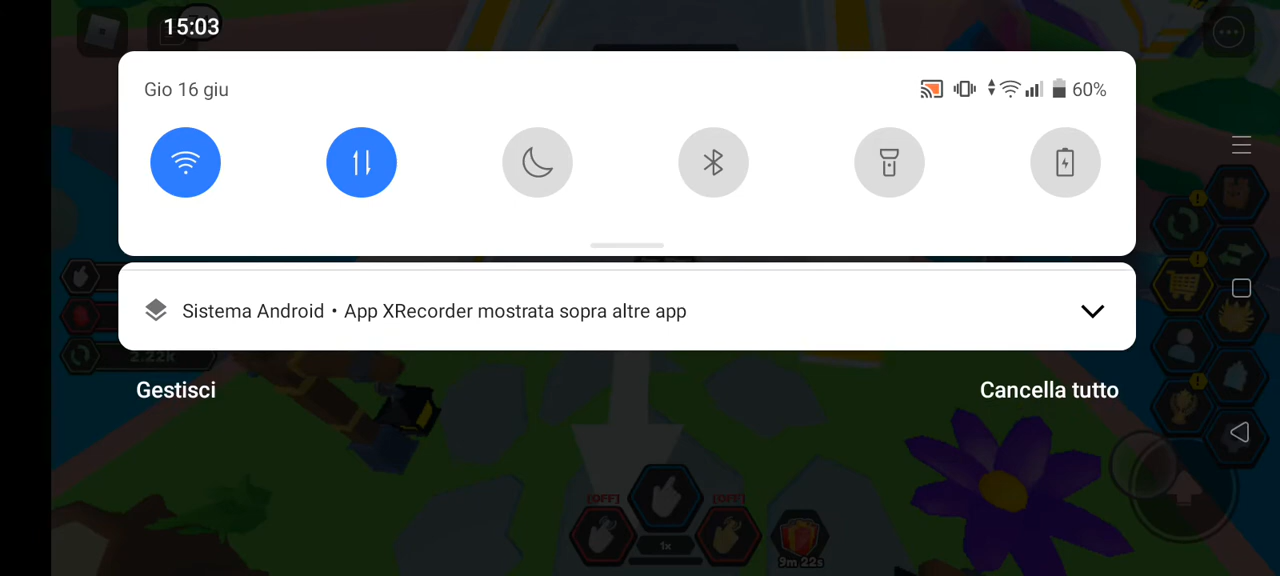 15:03
Gio 16 giu
60%
Sistema Android • App XRecorder mostrata sopra altre app
2.22k
Gestisci
Cancella tutto
[OFF]
[OFF]
1x
9m 22s